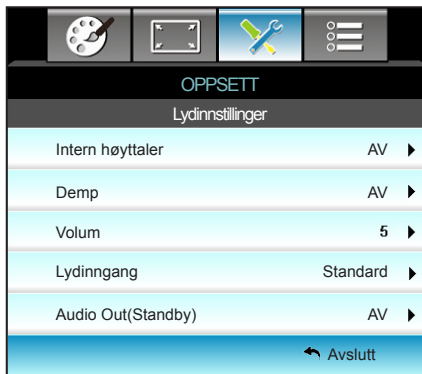 OPPSETT
Lydinnstillinger
Intern høyttaler AV
Demp AV
Volum 5
Lydinngang Standard
Audio Out(Standby) AV
Avslutt